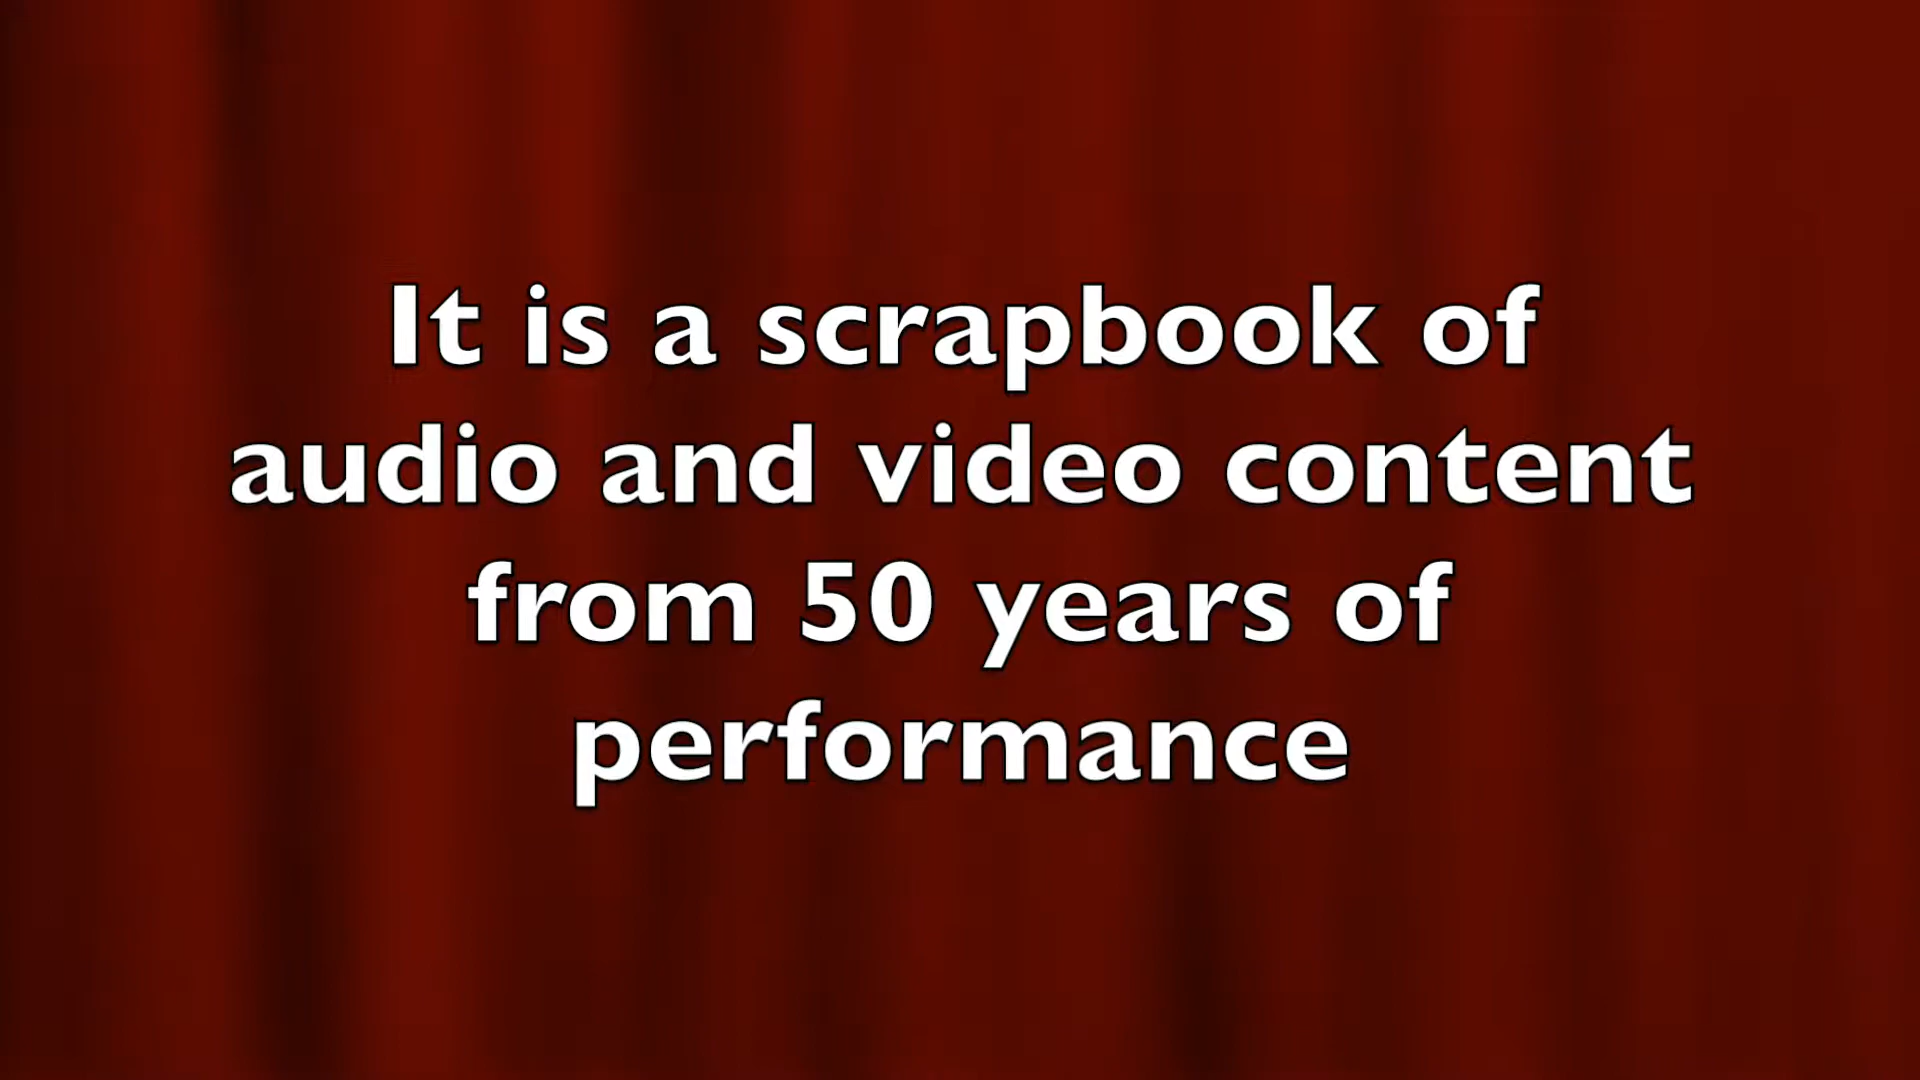 It is a scrapbook of
audio and video content
from 50 years of
performance